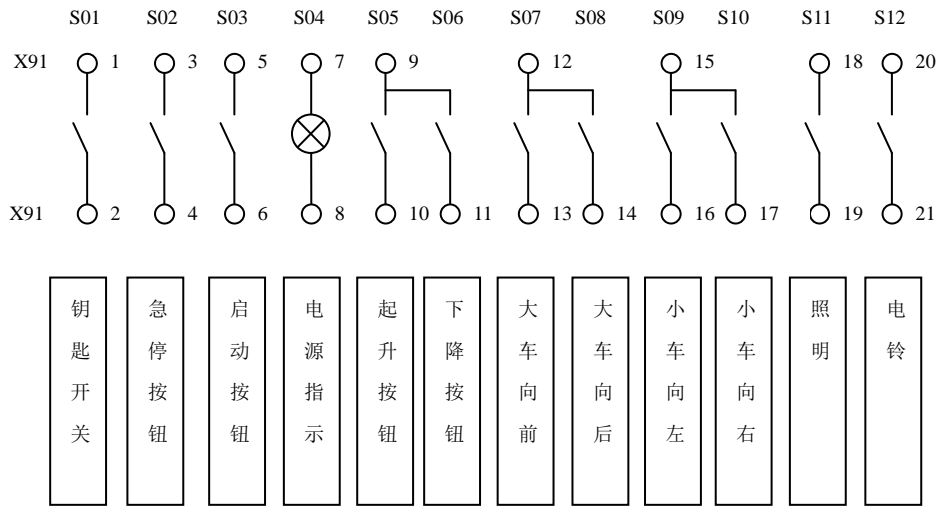 S01 S02 S03 S04 S05 S06 S07 S08 S09 S10 S11 S12
X91 1 3 5 7 9 12 15 18 20
X91 2 4 6 8 10 11 13 14 16 17 19 21
钥匙开关
急停按钮
启动按钮
电源指示
起升按钮
下降按钮
大车向前
大车向后
小车向左
小车向右
照明
电铃